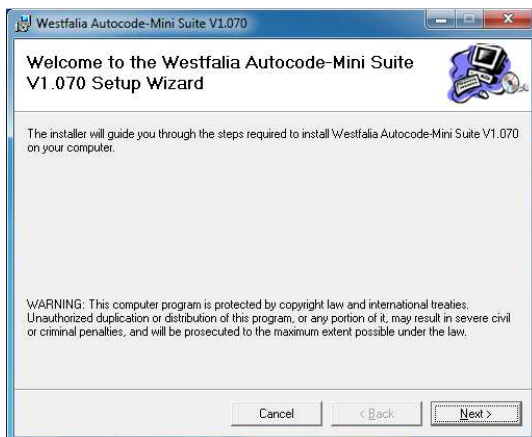 Westfalia Autocode-Mini Suite V1.070
Welcome to the Westfalia Autocode-Mini Suite
V1.070 Setup Wizard
The installer will guide you through the steps required to install Westfalia Autocode-Mini Suite V1.070
on your computer.
WARNING: This computer program is protected by copyright law and international treaties.
Unauthorized duplication or distribution of this program, or any portion of it, may result in severe civil
or criminal penalties, and will be prosecuted to the maximum extent possible under the law.
Cancel < Back Next >